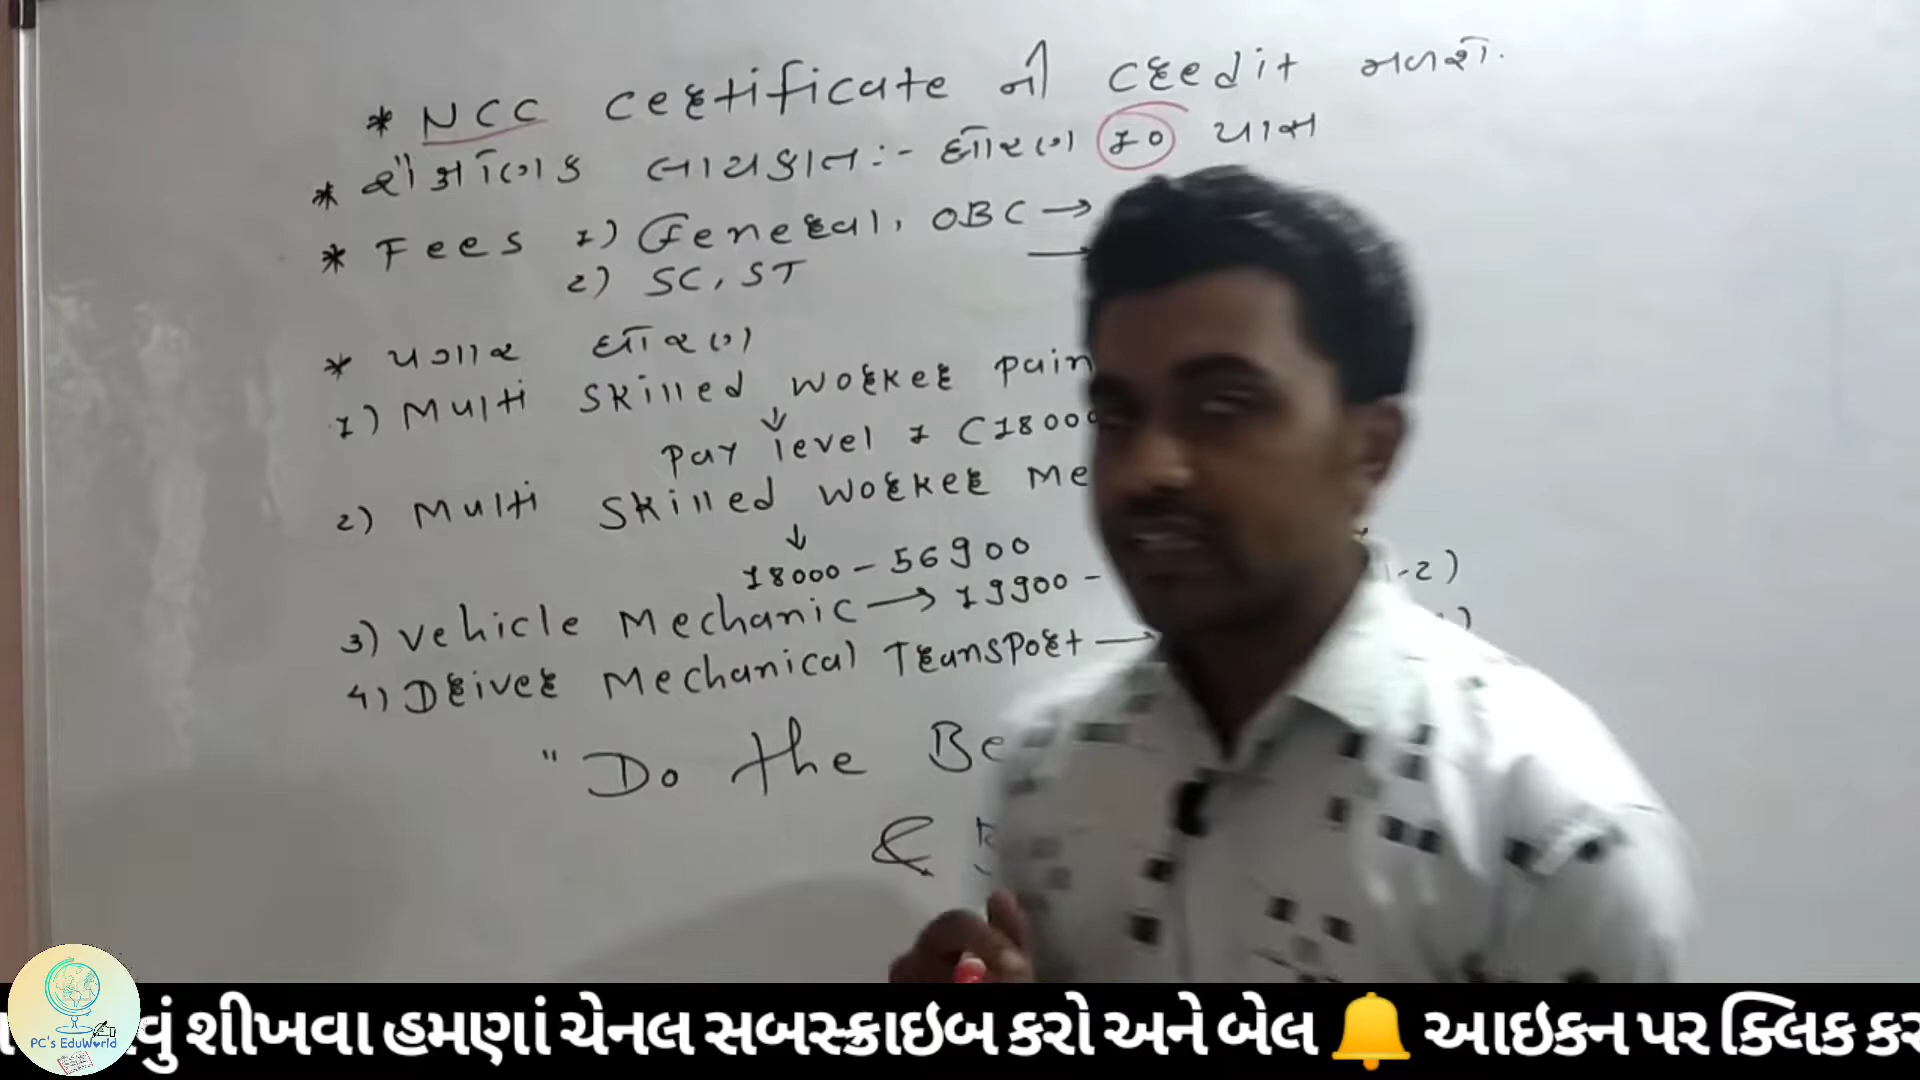 * NCC certificate ની credit મળશે.
* શૈક્ષણિક લાયકાત :- ધોરણ 10 પાસ
* Fees 1) General, OBC →
2) SC, ST →
* પગાર ધોરણ
1) Multi Skilled Worker Pain
↓
Pay level 1 (18000
2) Multi Skilled Worker Me
↓
18000 - 56900
3) Vehicle Mechanic → 19900 - -2)
4) Driver Mechanical Transport → )
"Do the Be
&
વું શીખવા હમણાં ચેનલ સબસ્ક્રાઇબ કરો અને બેલ 🔔 આઇકન પર ક્લિક કર
PC's EduWorld